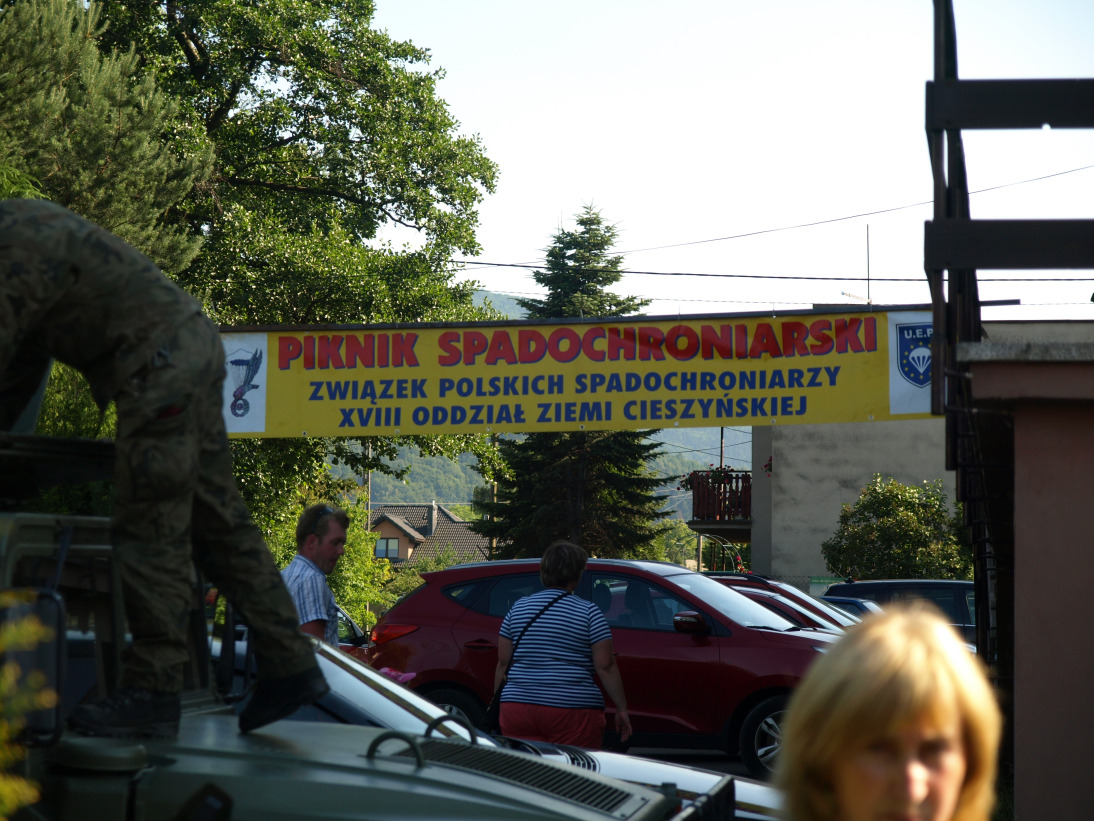 PIKNIK SPADOCHRONIARSKI
ZWIĄZEK POLSKICH SPADOCHRONIARZY
XVIII ODDZIAŁ ZIEMI CIESZYŃSKIEJ
U.E.P.